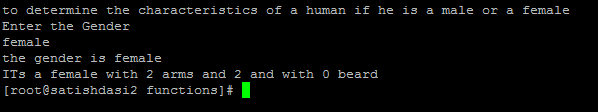 to determine the characteristics of a human if he is a male or a female
Enter the Gender
female
the gender is female
ITs a female with 2 arms and 2 and with 0 beard
[root@satishdasi2 functions]#